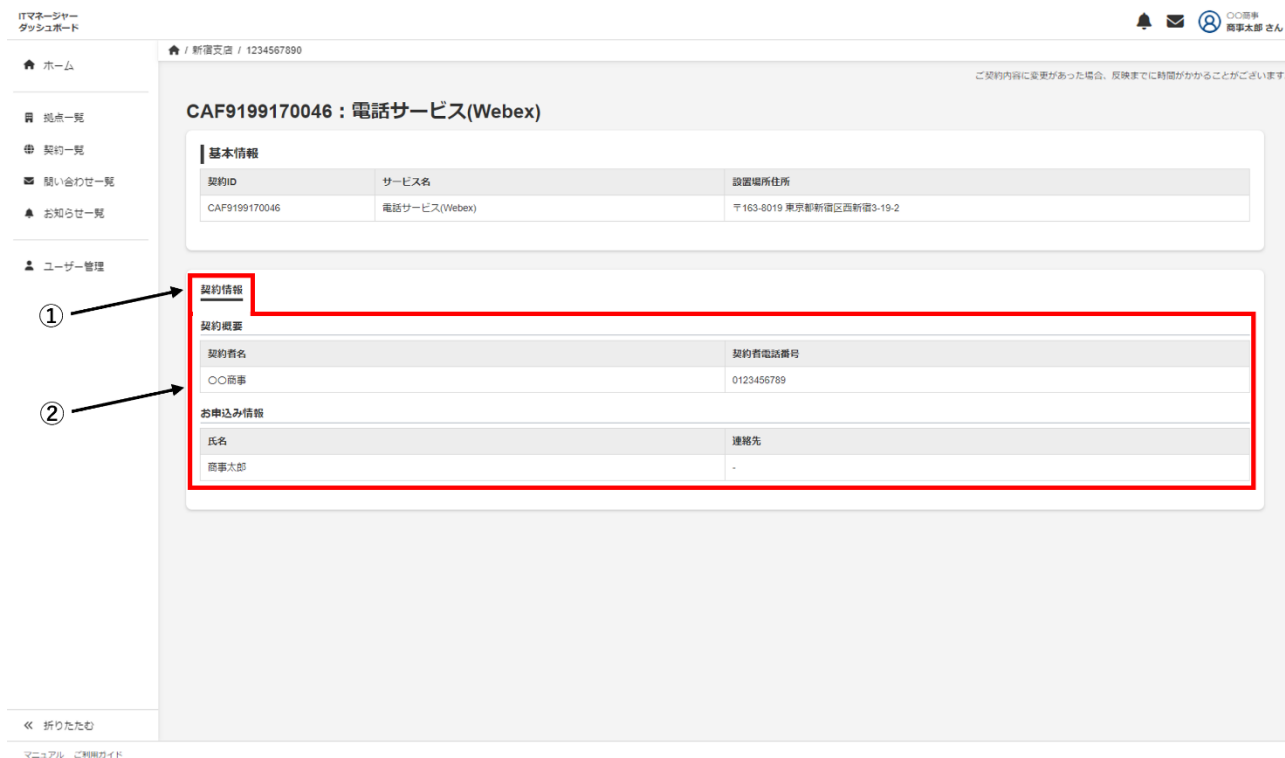 ITマネージャー
ダッシュボード
〇〇商事
商事太郎 さん
ホーム
拠点一覧
契約一覧
問い合わせ一覧
お知らせ一覧
ユーザー管理
/ 新宿支店 / 1234567890
ご契約内容に変更があった場合、反映までに時間がかかることがございます
CAF9199170046：電話サービス(Webex)
基本情報
契約ID サービス名 設置場所住所
CAF9199170046 電話サービス(Webex) 〒163-8019 東京都新宿区西新宿3-19-2
①
契約情報
契約概要
契約者名 契約者電話番号
〇〇商事 0123456789
②
お申込み情報
氏名 連絡先
商事太郎 -
折りたたむ
マニュアル ご利用ガイド